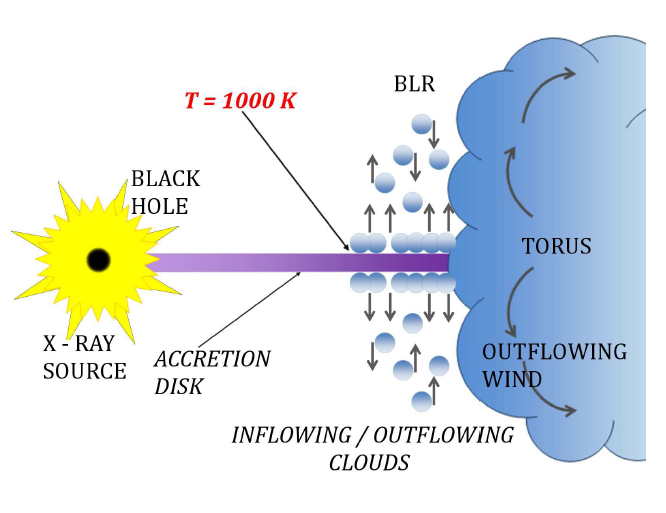 BLR
T = 1000 K
BLACK
HOLE
TORUS
X - RAY
SOURCE
ACCRETION
DISK
OUTFLOWING
WIND
INFLOWING / OUTFLOWING
CLOUDS